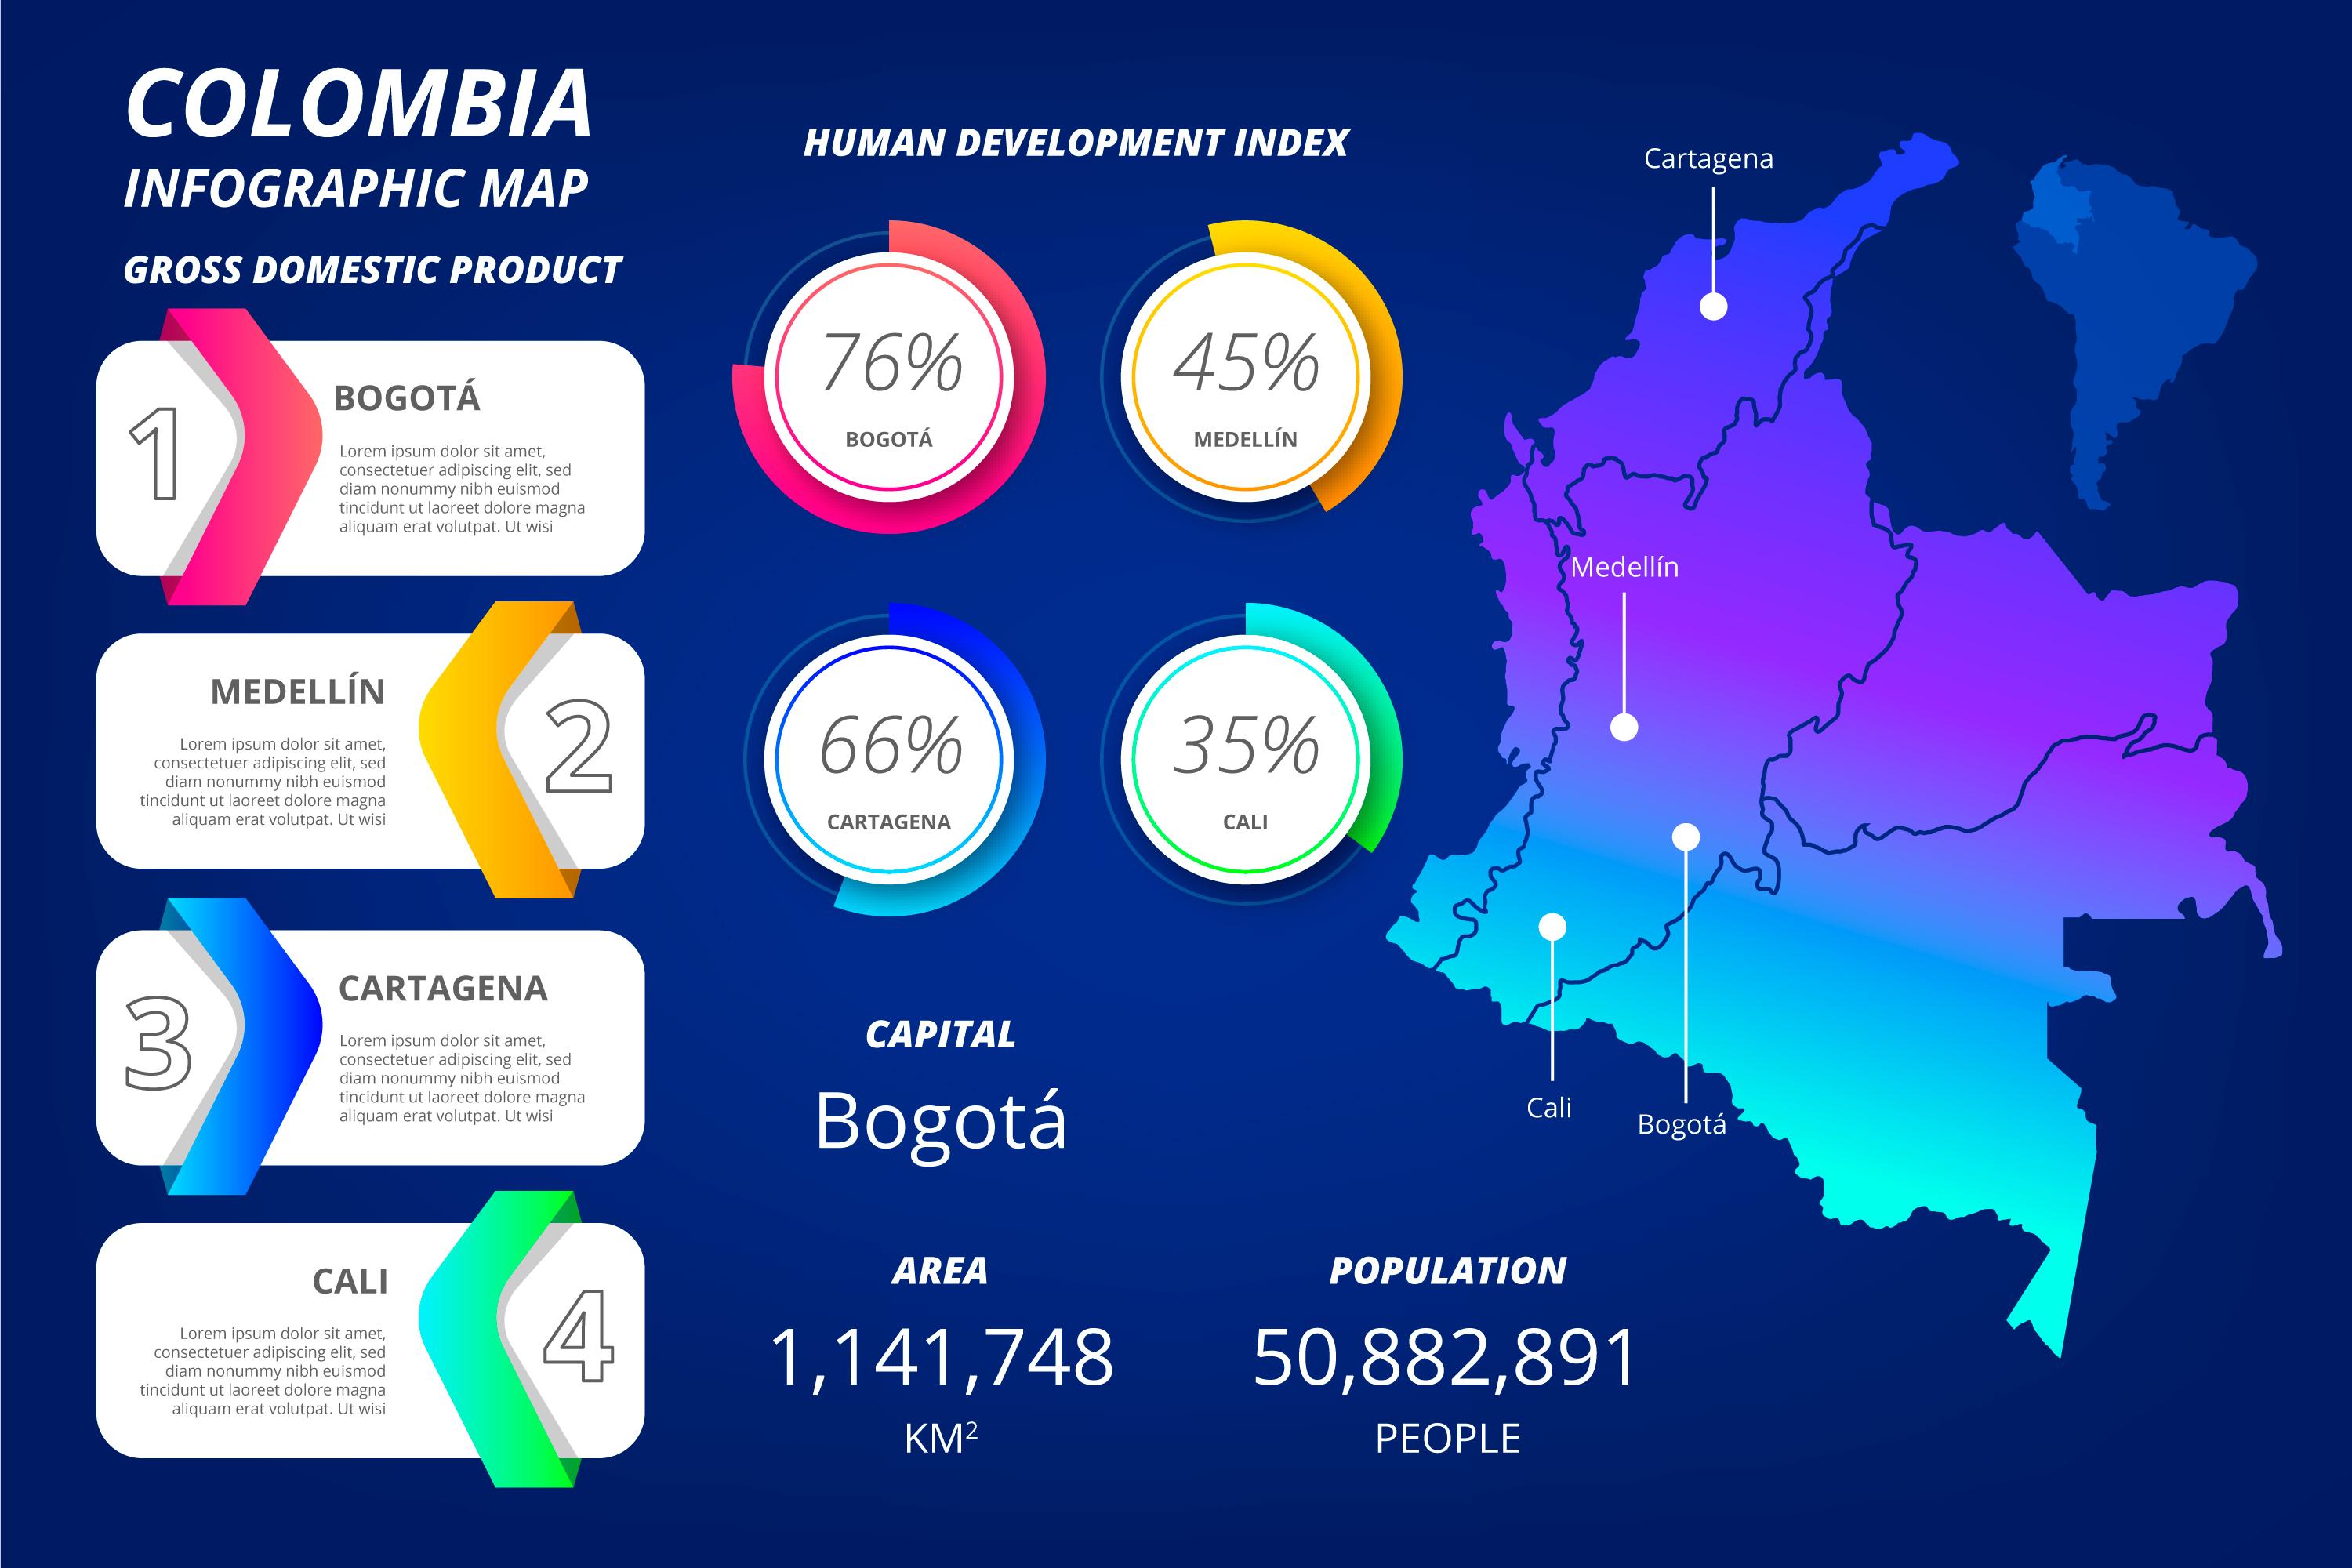 COLOMBIA
INFOGRAPHIC MAP
GROSS DOMESTIC PRODUCT
1
BOGOTÁ
Lorem ipsum dolor sit amet,
consectetuer adipiscing elit, sed
diam nonummy nibh euismod
tincidunt ut laoreet dolore magna
aliquam erat volutpat. Ut wisi
MEDELLÍN
2
Lorem ipsum dolor sit amet,
consectetuer adipiscing elit, sed
diam nonummy nibh euismod
tincidunt ut laoreet dolore magna
aliquam erat volutpat. Ut wisi
3
CARTAGENA
Lorem ipsum dolor sit amet,
consectetuer adipiscing elit, sed
diam nonummy nibh euismod
tincidunt ut laoreet dolore magna
aliquam erat volutpat. Ut wisi
CALI
4
Lorem ipsum dolor sit amet,
consectetuer adipiscing elit, sed
diam nonummy nibh euismod
tincidunt ut laoreet dolore magna
aliquam erat volutpat. Ut wisi
HUMAN DEVELOPMENT INDEX
76%
BOGOTÁ
45%
MEDELLÍN
66%
CARTAGENA
35%
CALI
CAPITAL
Bogotá
AREA
1,141,748
KM²
POPULATION
50,882,891
PEOPLE
Cartagena
Medellín
Cali
Bogotá